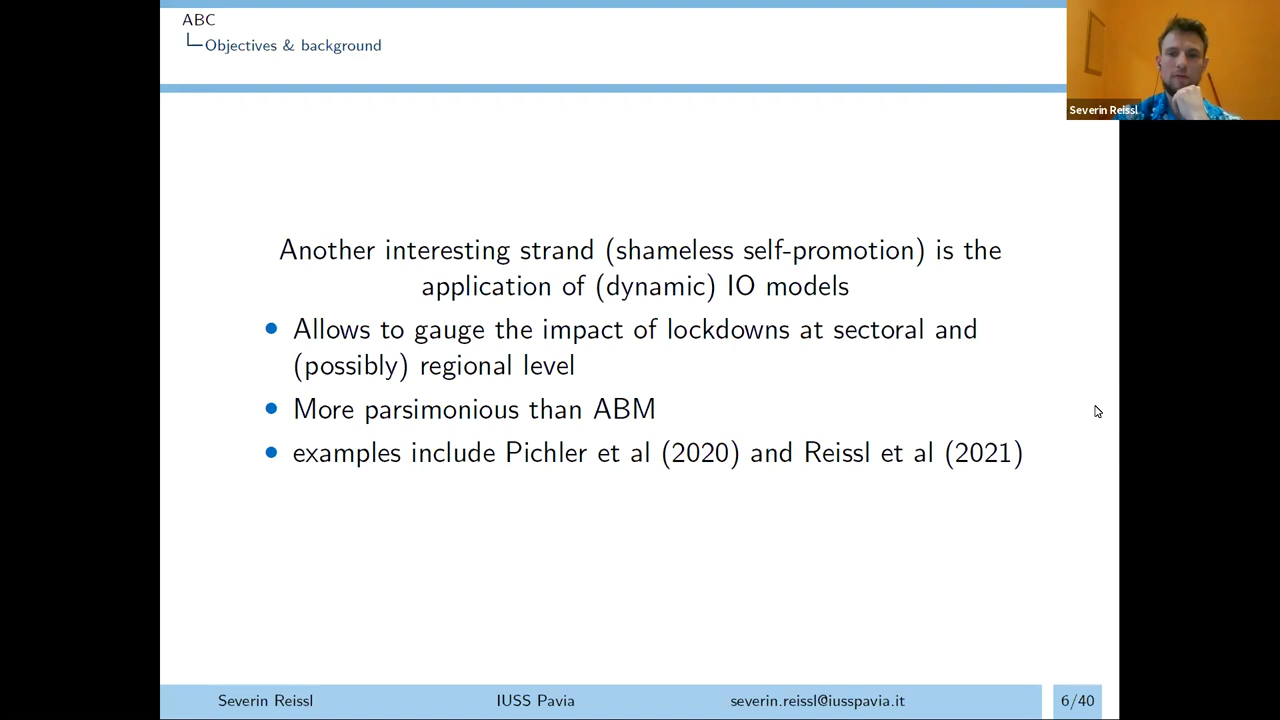 ABC
Objectives & background
Severin Reissl
Another interesting strand (shameless self-promotion) is the
application of (dynamic) IO models
Allows to gauge the impact of lockdowns at sectoral and
(possibly) regional level
More parsimonious than ABM
examples include Pichler et al (2020) and Reissl et al (2021)
Severin Reissl IUSS Pavia severin.reissl@iusspavia.it 6/40